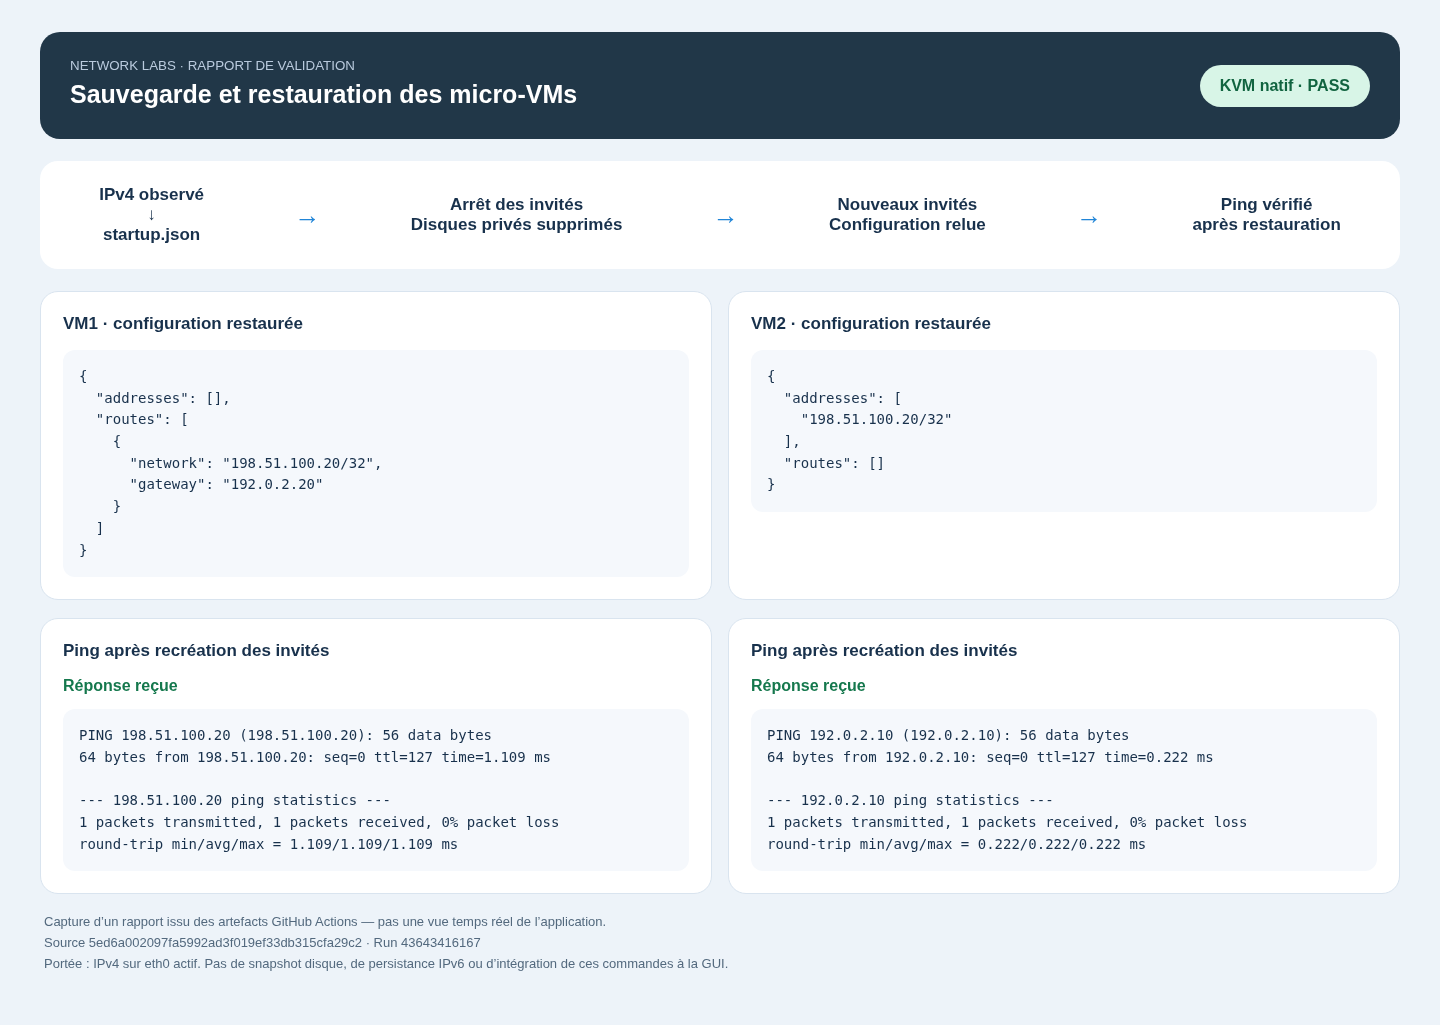 NETWORK LABS · RAPPORT DE VALIDATION
Sauvegarde et restauration des micro-VMs
KVM natif · PASS
IPv4 observé
↓
startup.json
→
Arrêt des invités
Disques privés supprimés
→
Nouveaux invités
Configuration relue
→
Ping vérifié
après restauration
VM1 · configuration restaurée
{
  "addresses": [],
  "routes": [
    {
      "network": "198.51.100.20/32",
      "gateway": "192.0.2.20"
    }
  ]
}
VM2 · configuration restaurée
{
  "addresses": [
    "198.51.100.20/32"
  ],
  "routes": []
}
Ping après recréation des invités
Réponse reçue
PING 198.51.100.20 (198.51.100.20): 56 data bytes
64 bytes from 198.51.100.20: seq=0 ttl=127 time=1.109 ms
--- 198.51.100.20 ping statistics ---
1 packets transmitted, 1 packets received, 0% packet loss
round-trip min/avg/max = 1.109/1.109/1.109 ms
Ping après recréation des invités
Réponse reçue
PING 192.0.2.10 (192.0.2.10): 56 data bytes
64 bytes from 192.0.2.10: seq=0 ttl=127 time=0.222 ms
--- 192.0.2.10 ping statistics ---
1 packets transmitted, 1 packets received, 0% packet loss
round-trip min/avg/max = 0.222/0.222/0.222 ms
Capture d’un rapport issu des artefacts GitHub Actions — pas une vue temps réel de l’application.
Source 5ed6a002097fa5992ad3f019ef33db315cfa29c2 · Run 43643416167
Portée : IPv4 sur eth0 actif. Pas de snapshot disque, de persistance IPv6 ou d’intégration de ces commandes à la GUI.